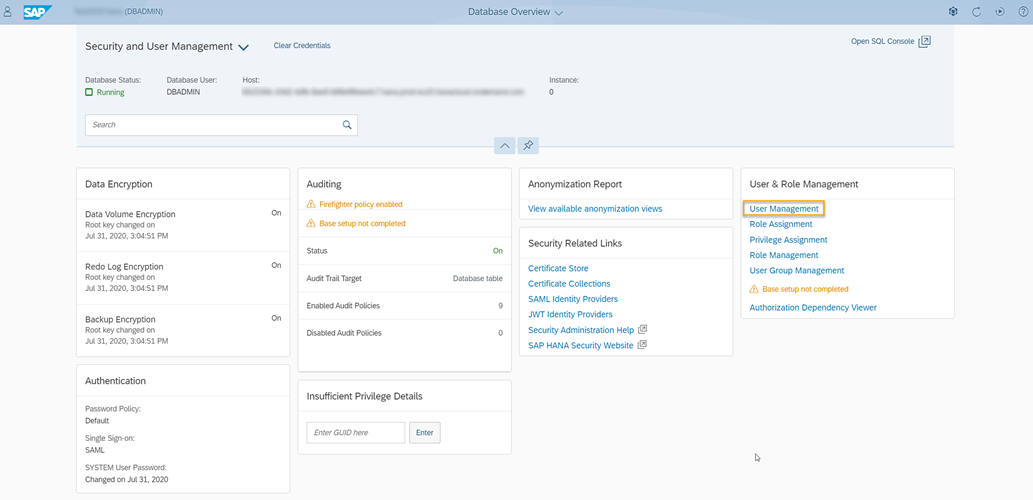 SAP
(DBADMIN)
Database Overview
Security and User Management
Clear Credentials
Open SQL Console
Database Status:
Running
Database User:
DBADMIN
Host:
Instance:
0
Search
Data Encryption
Data Volume Encryption
On
Root key changed on
Jul 31, 2020, 3:04:51 PM
Redo Log Encryption
On
Root key changed on
Jul 31, 2020, 3:04:51 PM
Backup Encryption
On
Root key changed on
Jul 31, 2020, 3:04:51 PM
Authentication
Password Policy:
Default
Single Sign-on:
SAML
SYSTEM User Password:
Changed on Jul 31, 2020
Auditing
Firefighter policy enabled
Base setup not completed
Status
On
Audit Trail Target
Database table
Enabled Audit Policies
9
Disabled Audit Policies
0
Insufficient Privilege Details
Enter GUID here
Enter
Anonymization Report
View available anonymization views
Security Related Links
Certificate Store
Certificate Collections
SAML Identity Providers
JWT Identity Providers
Security Administration Help
SAP HANA Security Website
User & Role Management
User Management
Role Assignment
Privilege Assignment
Role Management
User Group Management
Base setup not completed
Authorization Dependency Viewer